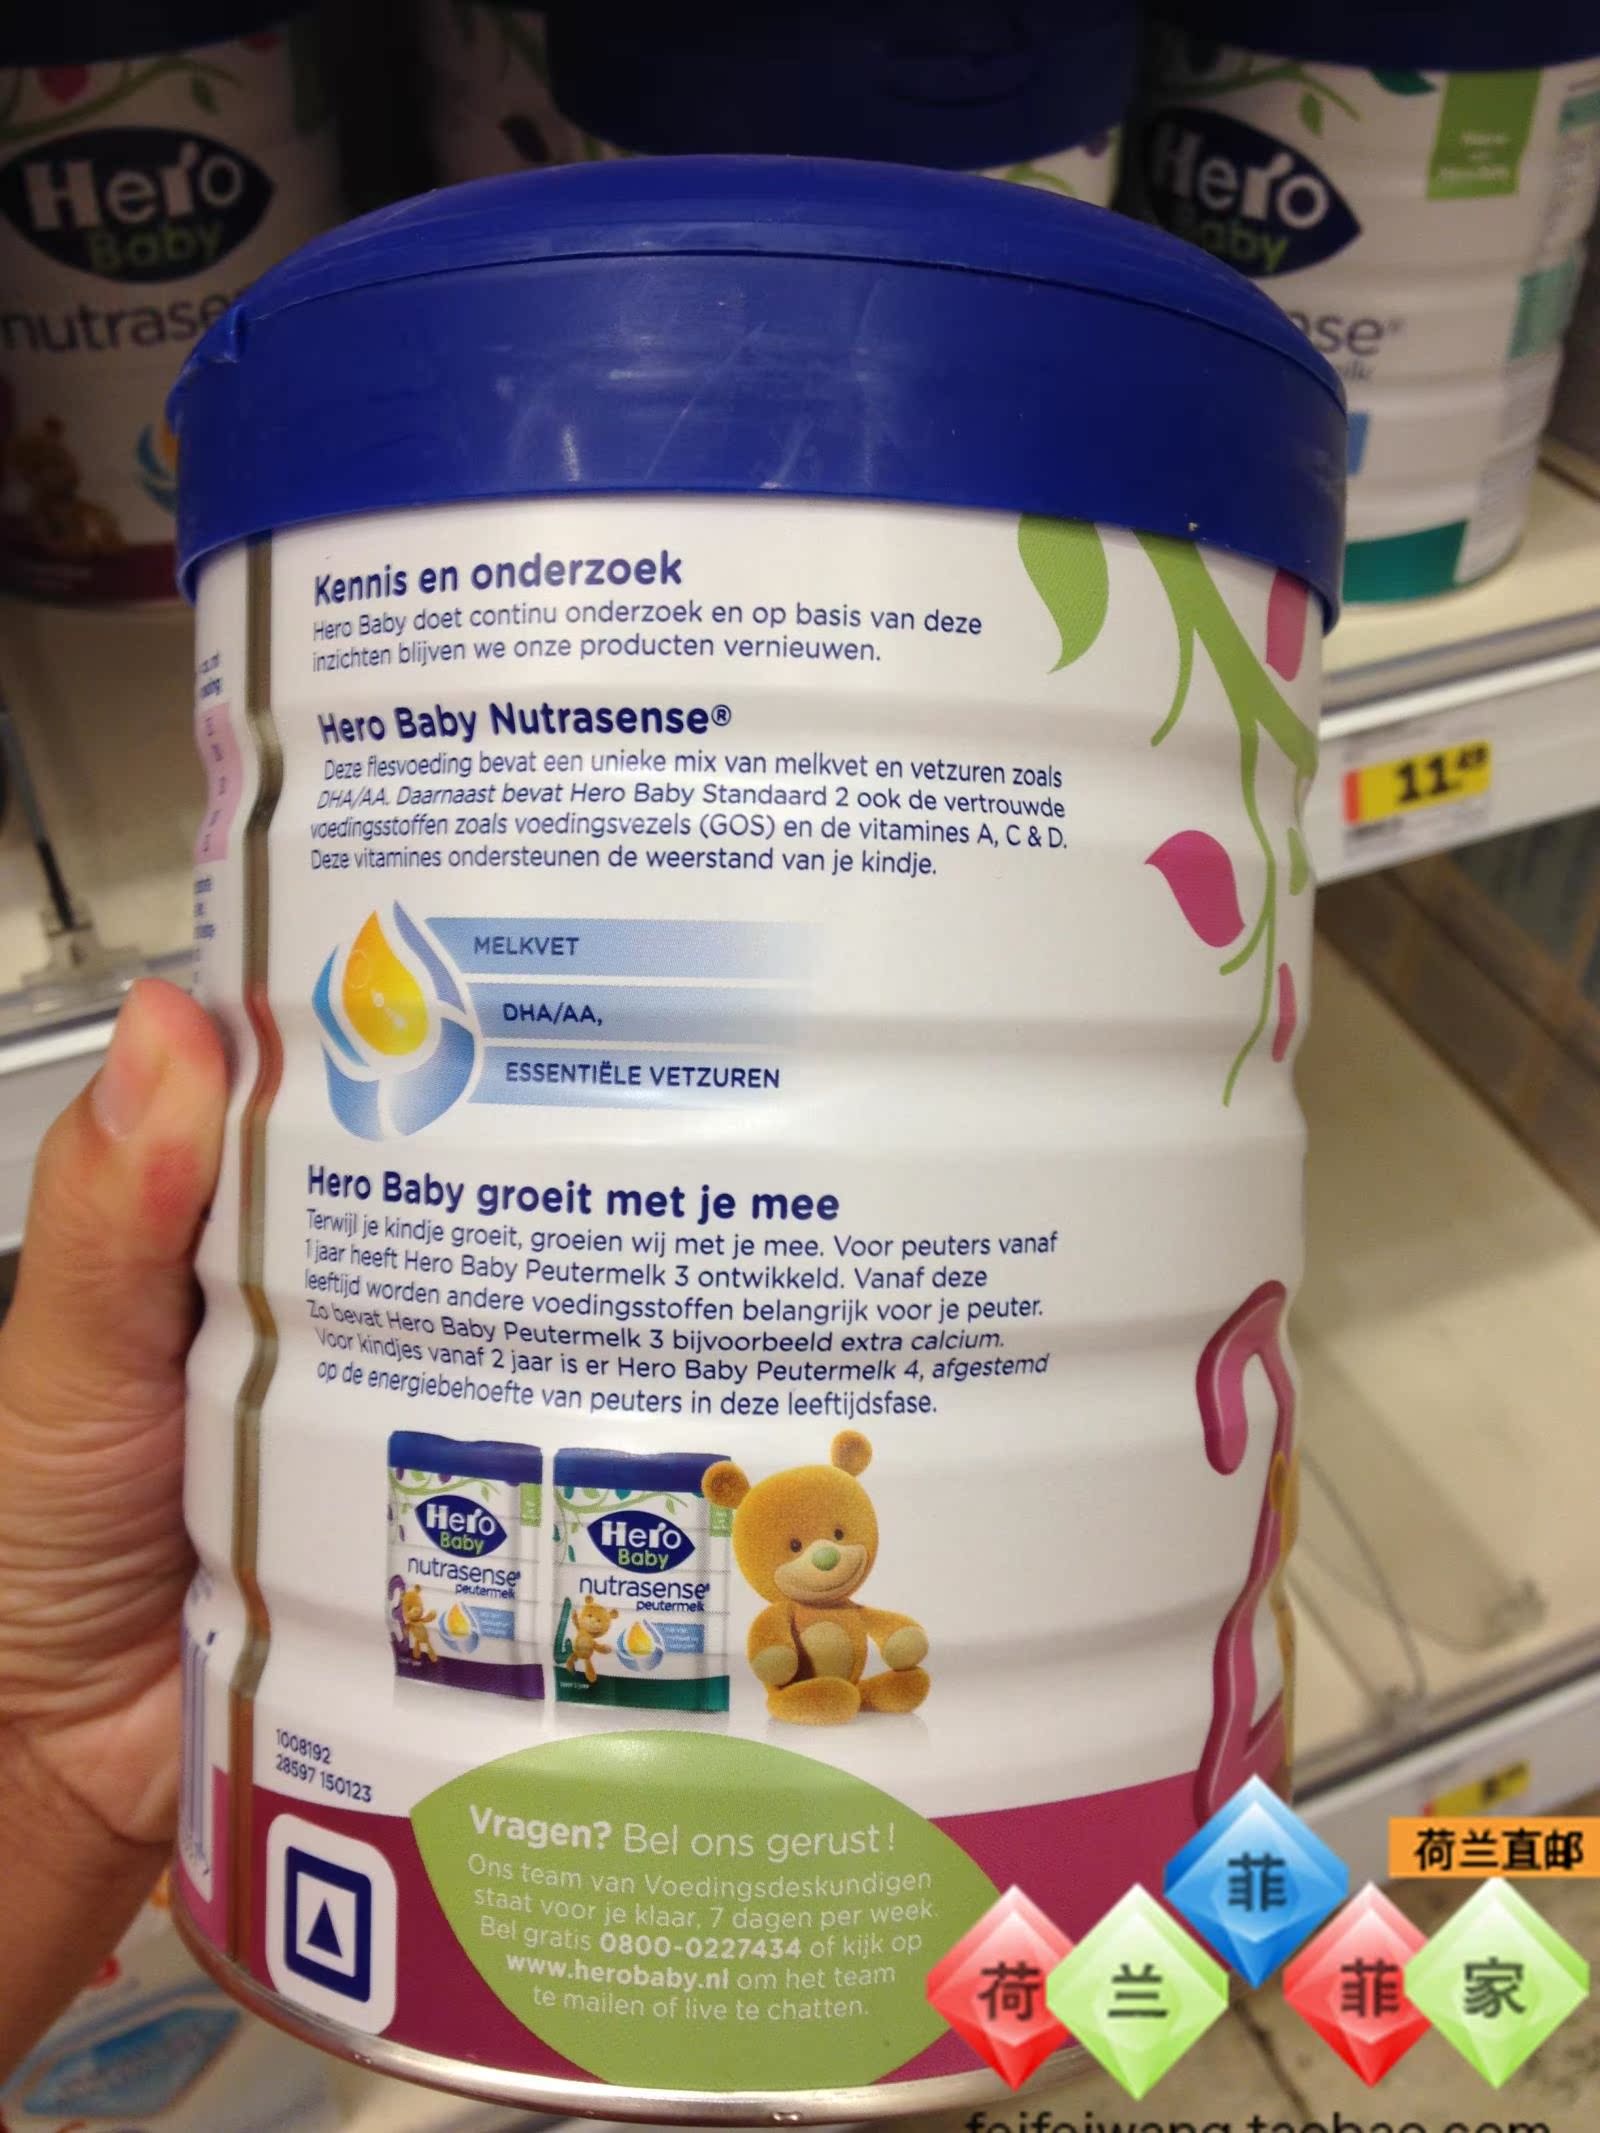 Hero
Baby
nutrase
Hero
Baby
Kennis en onderzoek
Hero Baby doet continu onderzoek en op basis van deze
inzichten blijven we onze producten vernieuwen.
Hero Baby Nutrasense®
Deze flesvoeding bevat een unieke mix van melkvet en vetzuren zoals
DHA/AA. Daarnaast bevat Hero Baby Standaard 2 ook de vertrouwde
voedingsstoffen zoals voedingsvezels (GOS) en de vitamines A, C & D.
Deze vitamines ondersteunen de weerstand van je kindje.
11.49
MELKVET
DHA/AA,
ESSENTIËLE VETZUREN
Hero Baby groeit met je mee
Terwijl je kindje groeit, groeien wij met je mee. Voor peuters vanaf
1 jaar heeft Hero Baby Peutermelk 3 ontwikkeld. Vanaf deze
leeftijd worden andere voedingsstoffen belangrijk voor je peuter.
Zo bevat Hero Baby Peutermelk 3 bijvoorbeeld extra calcium.
Voor kindjes vanaf 2 jaar is er Hero Baby Peutermelk 4, afgestemd
op de energiebehoefte van peuters in deze leeftijdsfase.
2
Hero
Baby
nutrasense®
peutermelk
3
Hero
Baby
nutrasense®
peutermelk
4
1008192
28597 150123
Vragen? Bel ons gerust!
Ons team van Voedingsdeskundigen
staat voor je klaar, 7 dagen per week.
Bel gratis 0800-0227434 of kijk op
www.herobaby.nl om het team
te mailen of live te chatten.
荷兰直邮
荷兰菲菲家
feifeiwang.taobao.com